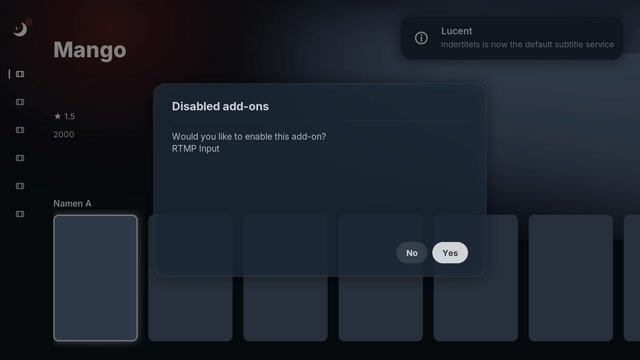 Mango
Lucent
Indertitels is now the default subtitle service
★ 1.5
2000
Disabled add-ons
Would you like to enable this add-on?
RTMP Input
No
Yes
Namen A